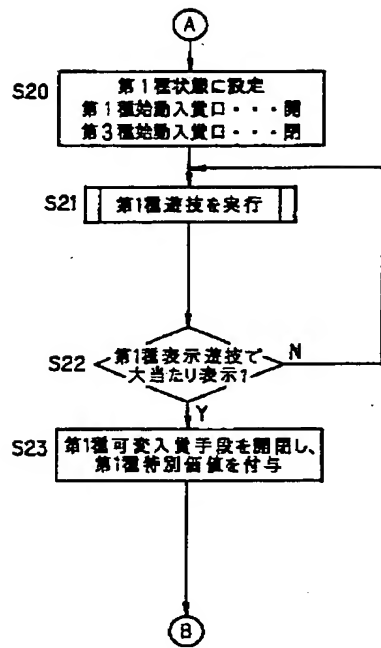 A
S20
第1種状態に設定
第1種始動入賞口・・・開
第3種始動入賞口・・・閉
S21
第1種遊技を実行
S22
第1種表示遊技で
大当たり表示?
N
Y
S23
第1種可変入賞手段を開閉し、
第1種特別価値を付与
B